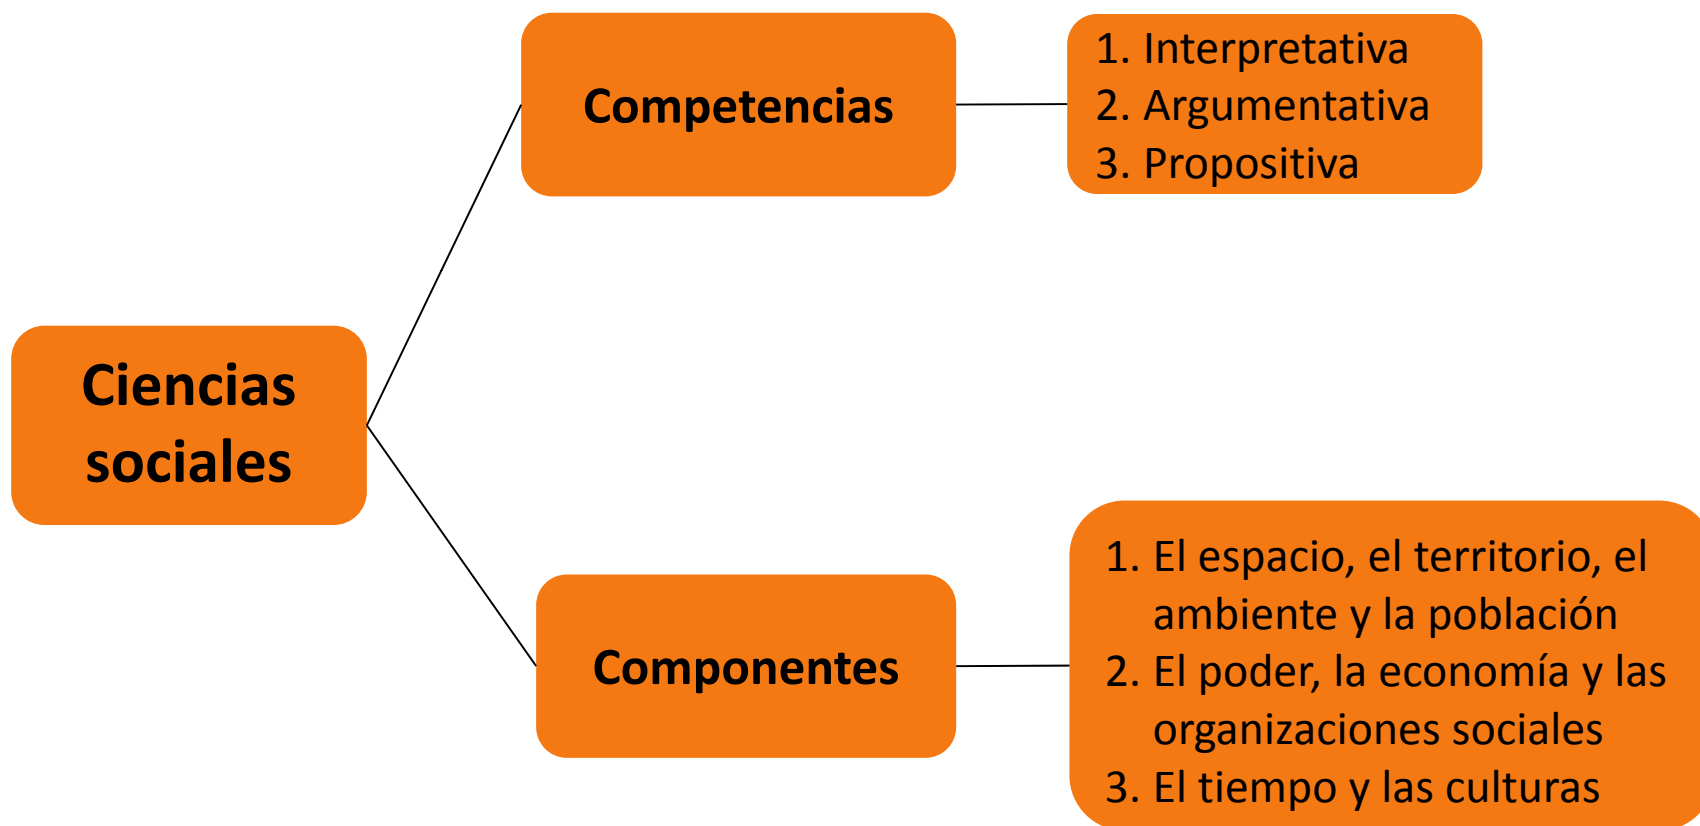 Ciencias
sociales
Competencias
1. Interpretativa
2. Argumentativa
3. Propositiva
Componentes
1. El espacio, el territorio, el
ambiente y la población
2. El poder, la economía y las
organizaciones sociales
3. El tiempo y las culturas